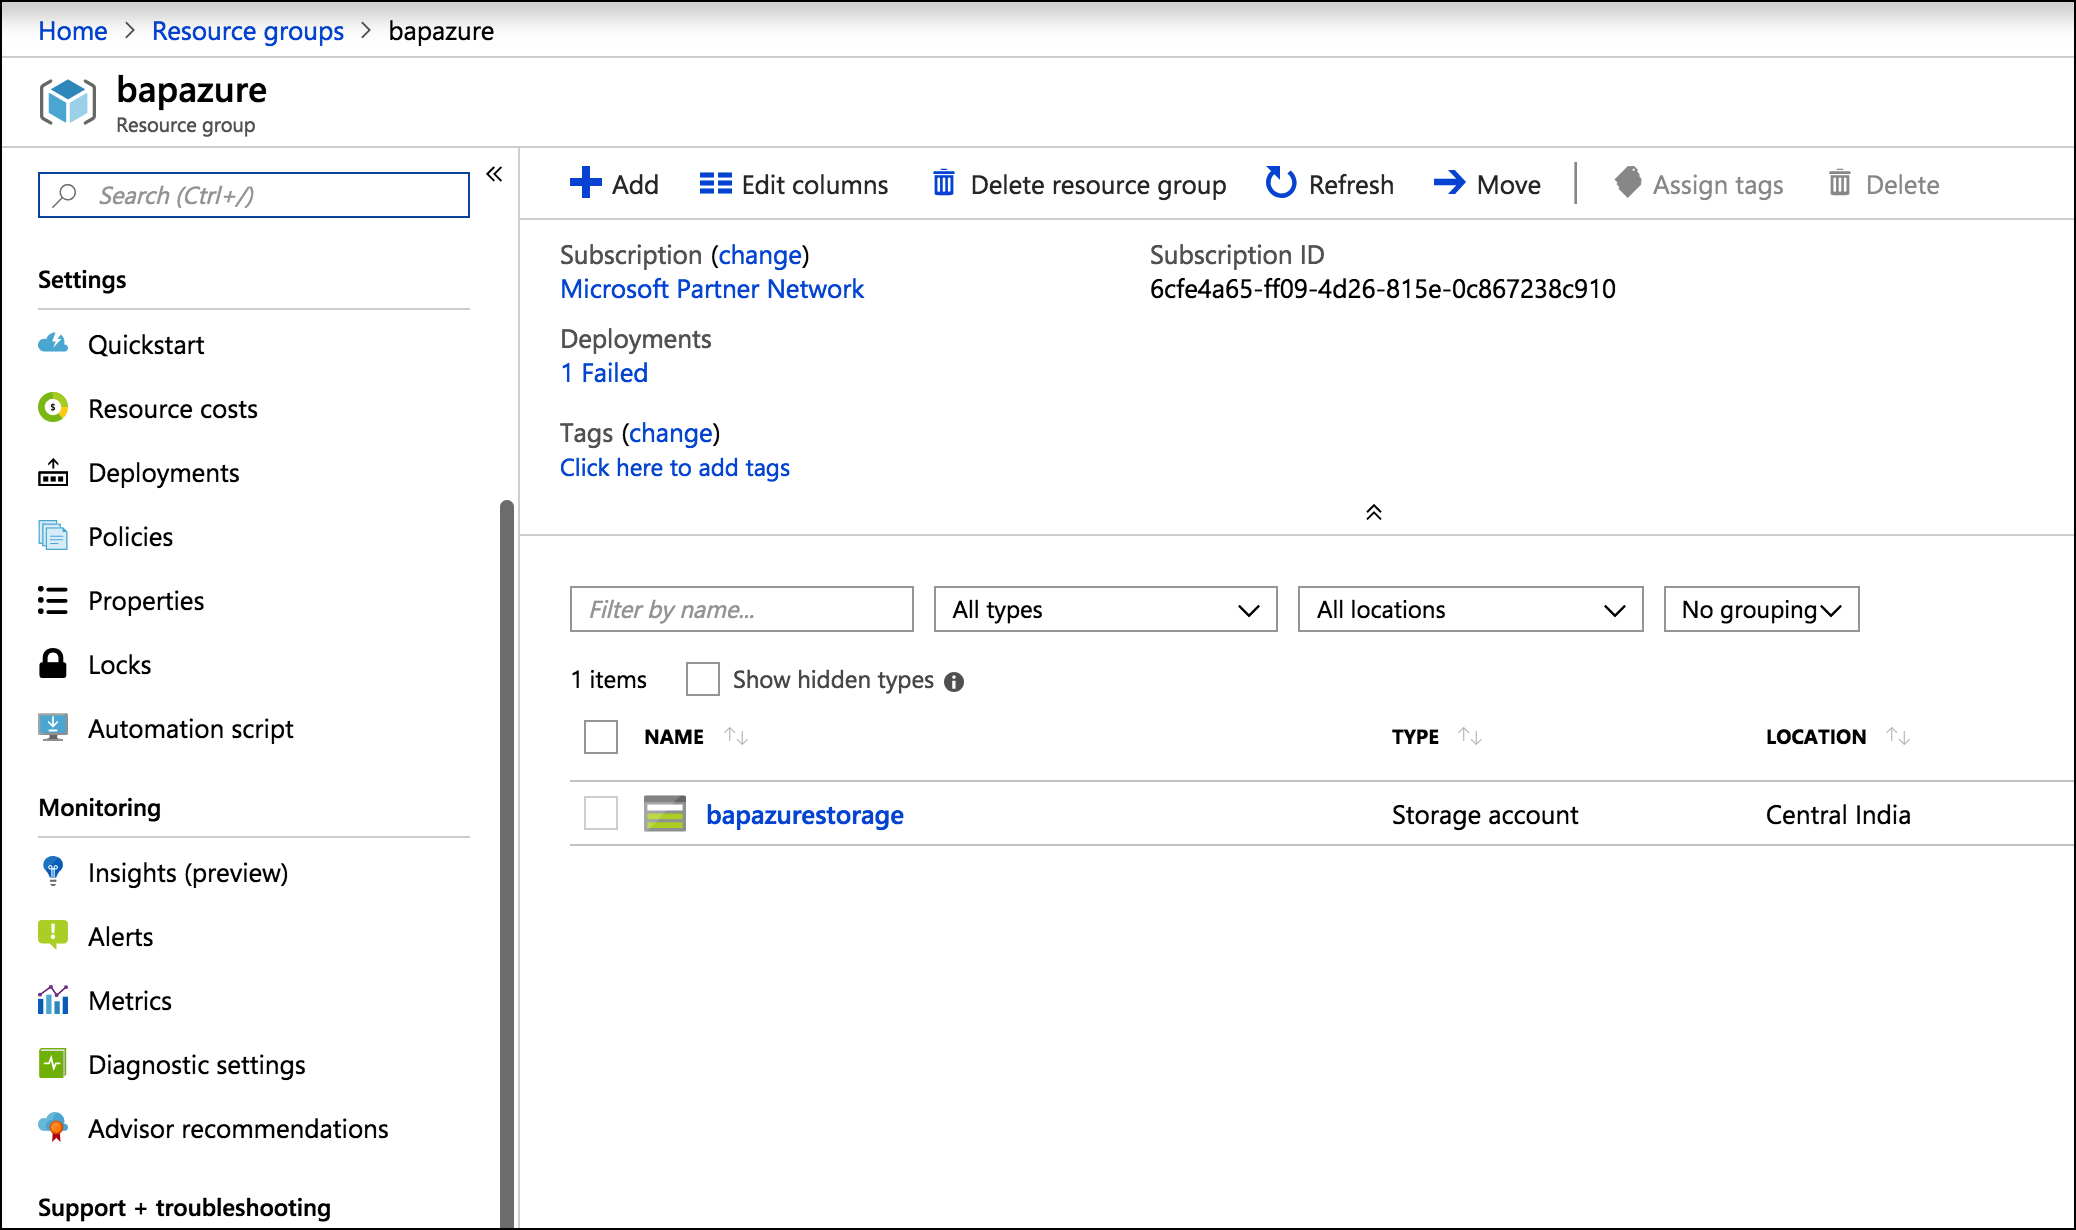 Home > Resource groups > bapazure
bapazure
Resource group
Search (Ctrl+/)
Settings
Quickstart
Resource costs
Deployments
Policies
Properties
Locks
Automation script
Monitoring
Insights (preview)
Alerts
Metrics
Diagnostic settings
Advisor recommendations
Support + troubleshooting
Add Edit columns Delete resource group Refresh Move Assign tags Delete
Subscription (change)
Microsoft Partner Network
Subscription ID
6cfe4a65-ff09-4d26-815e-0c867238c910
Deployments
1 Failed
Tags (change)
Click here to add tags
Filter by name... All types All locations No grouping
1 items Show hidden types
NAME TYPE LOCATION
bapazurestorage Storage account Central India